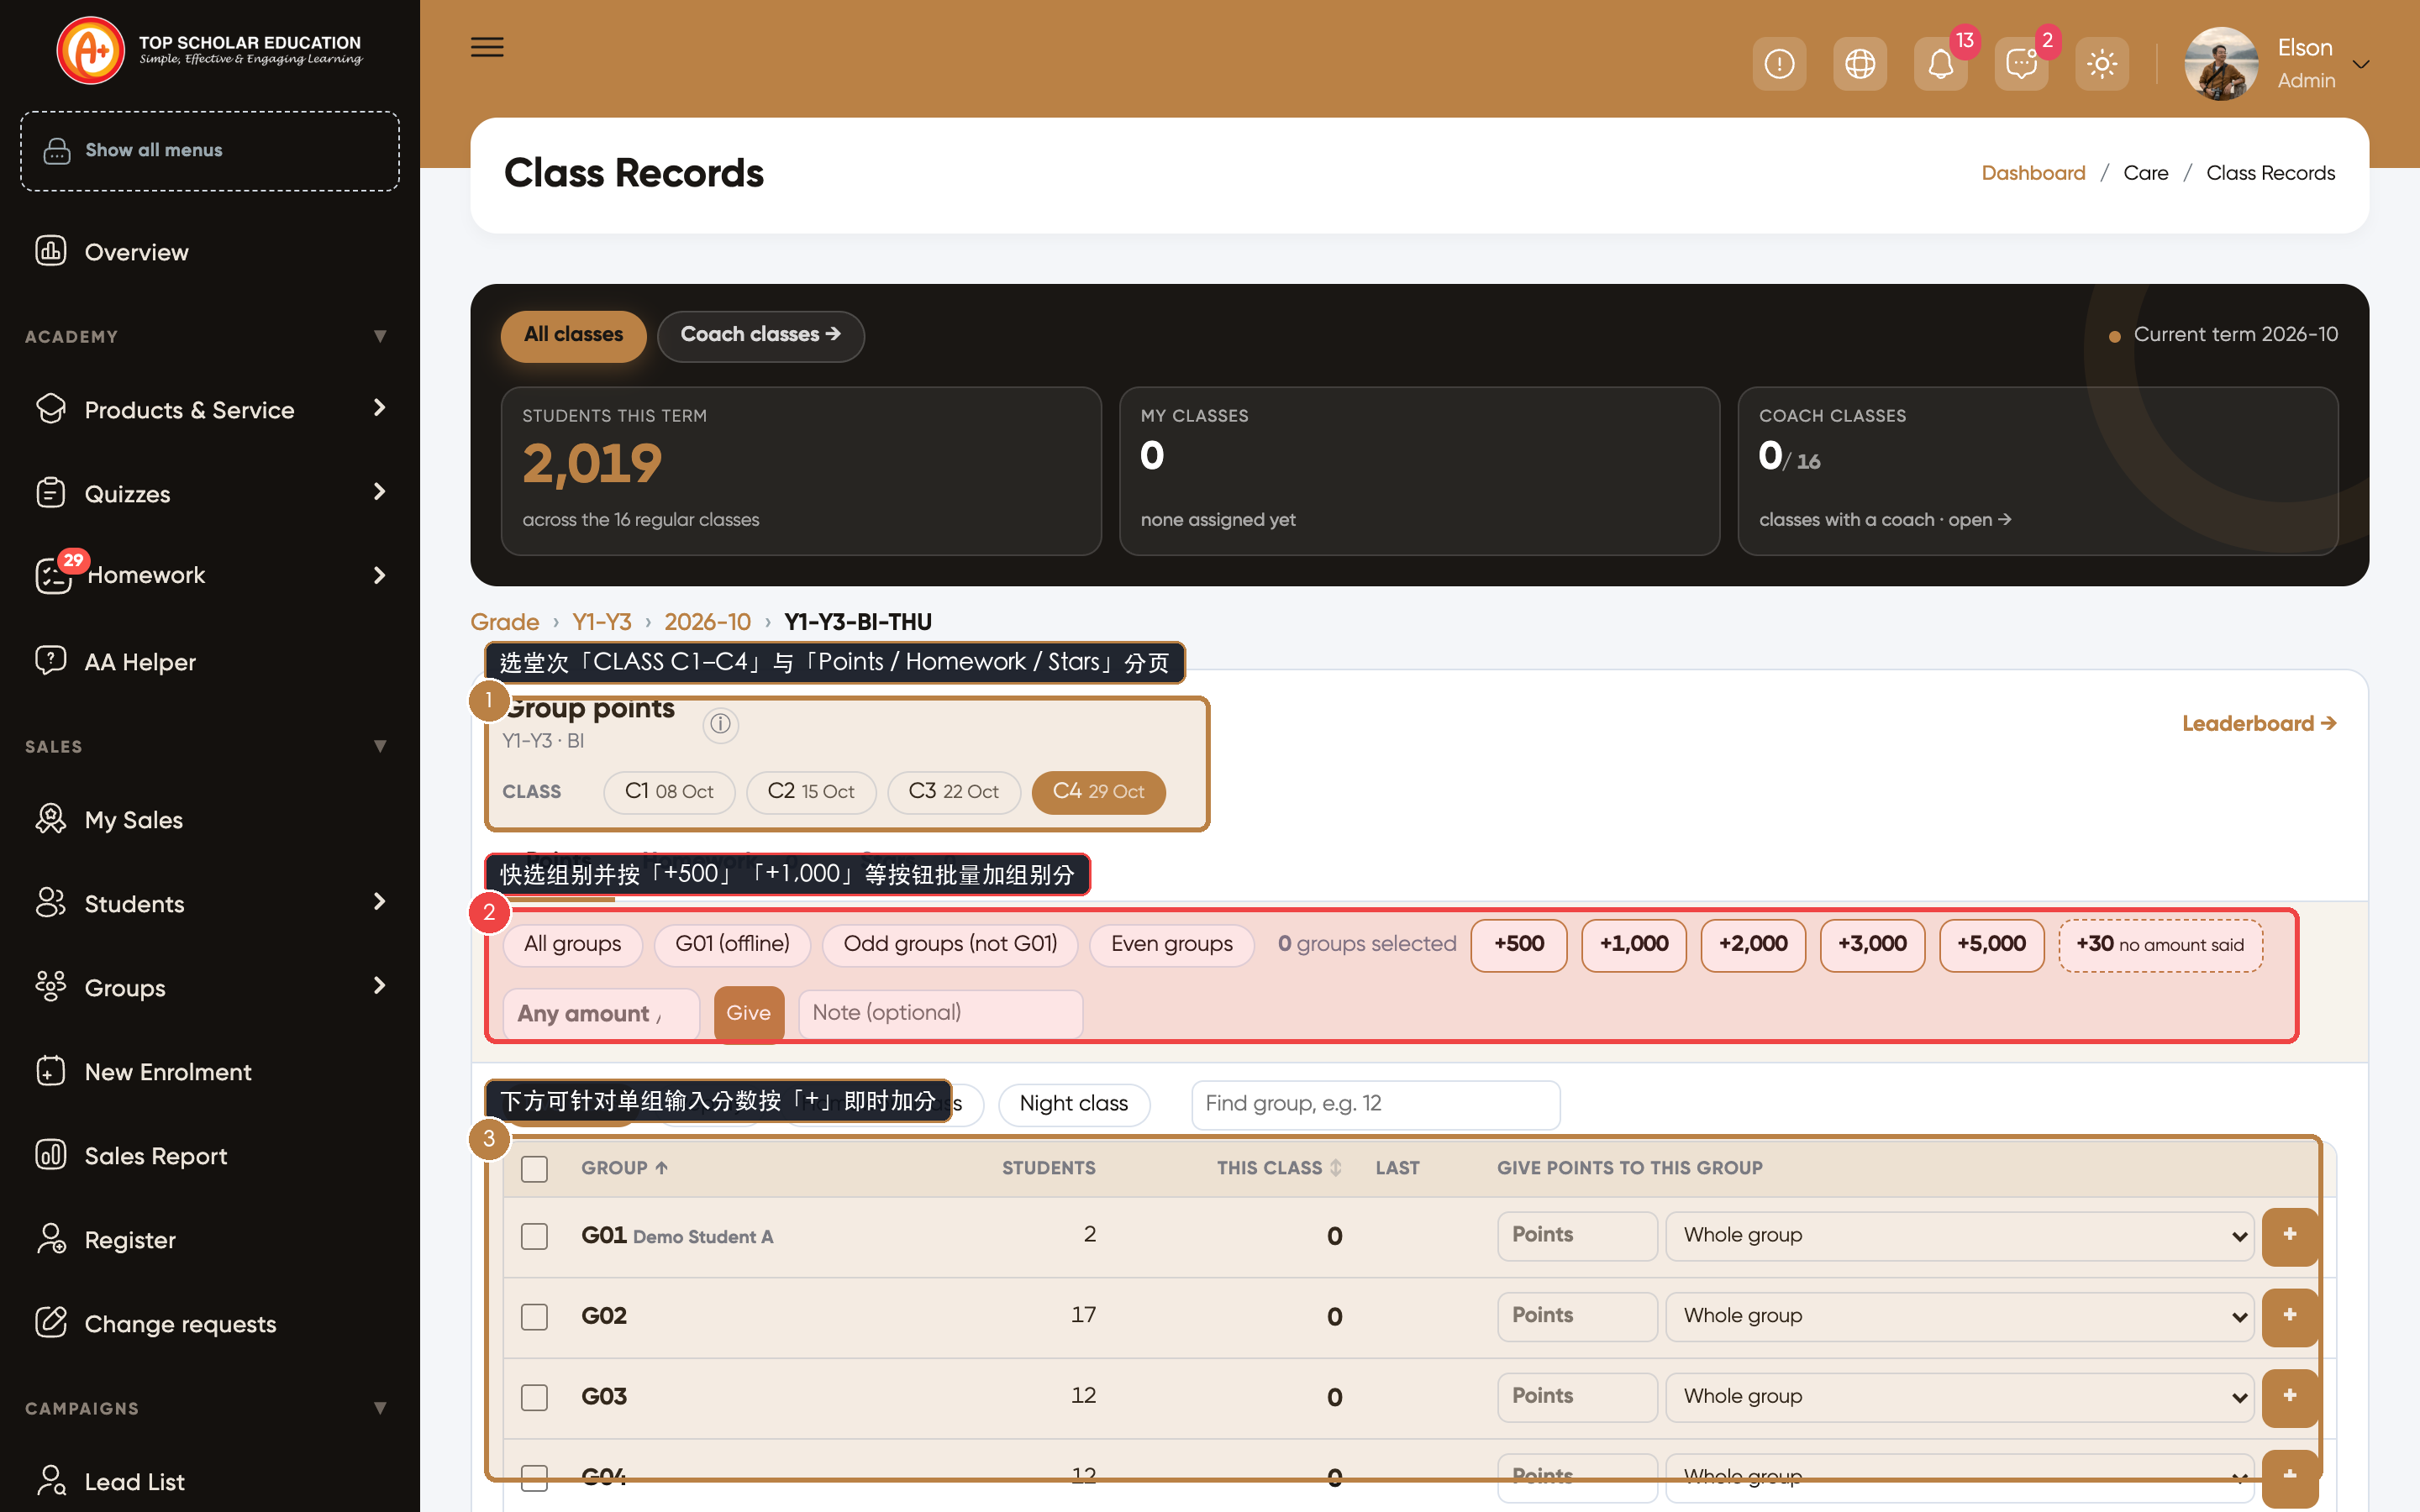 TOP SCHOLAR EDUCATION
Simple, Effective & Engaging Learning
Show all menus
Overview
ACADEMY
Products & Service
Quizzes
29
Homework
AA Helper
SALES
My Sales
Students
Groups
New Enrolment
Sales Report
Register
Change requests
CAMPAIGNS
Lead List
13
2
Elson
Admin
Class Records
Dashboard / Care / Class Records
All classes
Coach classes →
Current term 2026-10
STUDENTS THIS TERM
2,019
across the 16 regular classes
MY CLASSES
0
none assigned yet
COACH CLASSES
0 / 16
classes with a coach · open →
Grade › Y1-Y3 › 2026-10 › Y1-Y3-BI-THU
选堂次「CLASS C1–C4」与「Points / Homework / Stars」分页
1
Group points
Y1-Y3 · BI
Leaderboard →
CLASS C1 08 Oct C2 15 Oct C3 22 Oct C4 29 Oct
快选组别并按「+500」「+1,000」等按钮批量加组别分
2
All groups G01 (offline) Odd groups (not G01) Even groups 0 groups selected +500 +1,000 +2,000 +3,000 +5,000 +30 no amount said
Any amount Give Note (optional)
下方可针对单组输入分数按「+」即时加分
Night class Find group, e.g. 12
3
GROUP ↑ STUDENTS THIS CLASS LAST GIVE POINTS TO THIS GROUP
G01 Demo Student A 2 0 Points Whole group +
G02 17 0 Points Whole group +
G03 12 0 Points Whole group +
G04 12 0 Points Whole group +